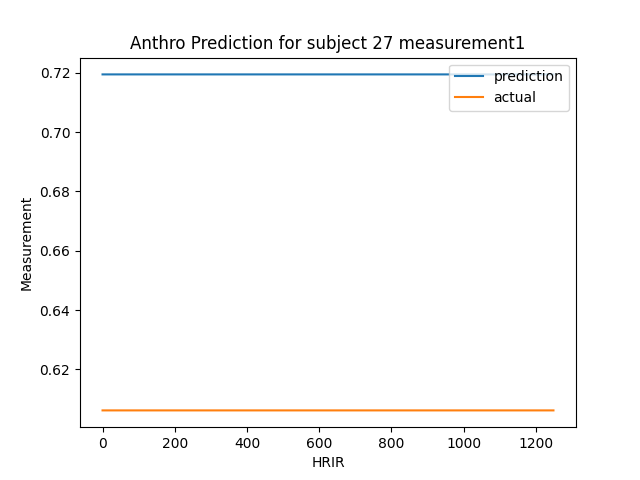 Anthro Prediction for subject 27 measurement1
prediction
actual
0.72
0.70
0.68
0.66
0.64
0.62
Measurement
0
200
400
600
800
1000
1200
HRIR